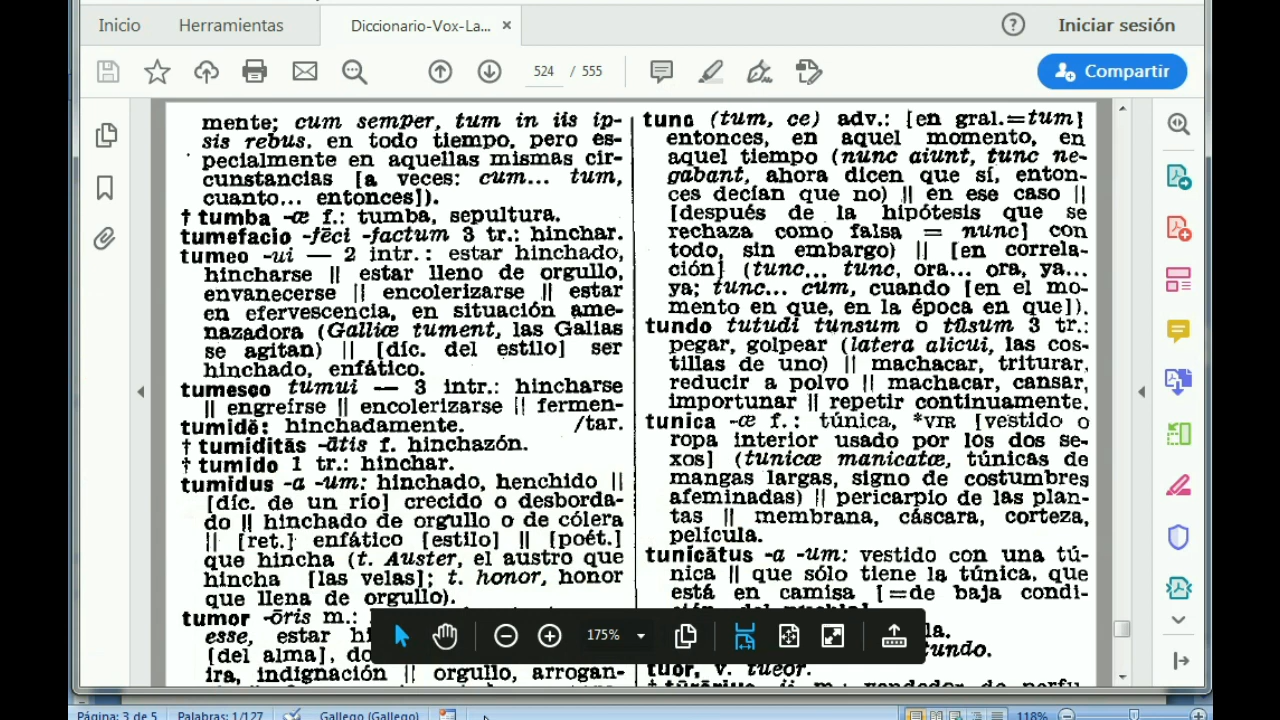 Inicio Herramientas Diccionario-Vox-La... × Iniciar sesión
524 / 555 Compartir
mente; cum semper, tum in iis ip-
sis rebus, en todo tiempo, pero es-
pecialmente en aquellas mismas cir-
cunstancias [a veces: cum... tum,
cuanto... entonces]).
† tumba -æ f.: tumba, sepultura.
tumefacio -fēci -factum 3 tr.: hinchar.
tumeo -ui — 2 intr.: estar hinchado,
hincharse || estar lleno de orgullo,
envanecerse || encolerizarse || estar
en efervescencia, en situación ame-
nazadora (Galliæ tument, las Galias
se agitan) || [díc. del estilo] ser
hinchado, enfático.
tumesco tumui — 3 intr.: hincharse
|| engreírse || encolerizarse || fermen-
tumidē: hinchadamente. /tar.
† tumiditās -ātis f. hinchazón.
† tumido 1 tr.: hinchar.
tumidus -a -um: hinchado, henchido ||
[díc. de un río] crecido o desborda-
do || hinchado de orgullo o de cólera
|| [ret.] enfático [estilo] || [poét.]
que hincha (t. Auster, el austro que
hincha [las velas]; t. honor, honor
que llena de orgullo).
tumor -ōris m.:
esse, estar
[del alma],
ira, indignación || orgullo, arrogan-
tunc (tum, ce) adv.: [en gral.=tum]
entonces, en aquel momento, en
aquel tiempo (nunc aiunt, tunc ne-
gabant, ahora dicen que sí, enton-
ces decían que no) || en ese caso ||
[después de la hipótesis que se
rechaza como falsa = nunc] con
todo, sin embargo) || [en correla-
ción] (tunc... tunc, ora... ora, ya...
ya; tunc... cum, cuando [en el mo-
mento en que, en la época en que]).
tundo tutudi tunsum o tūsum 3 tr.:
pegar, golpear (latera alicui, las cos-
tillas de uno) || machacar, triturar,
reducir a polvo || machacar, cansar,
importunar || repetir continuamente.
tunica -æ f.: túnica, *VIR [vestido o
ropa interior usado por los dos se-
xos] (tunicæ manicatæ, túnicas de
mangas largas, signo de costumbres
afeminadas) || pericarpio de las plan-
tas || membrana, cáscara, corteza,
película.
tunicātus -a -um: vestido con una tú-
nica || que sólo tiene la túnica, que
está en camisa [=de baja condi-
tundo.
tuor, v. tueor.
175%
Página: 3 de 5 Palabras: 1/127 Gallego (Gallego) 118%